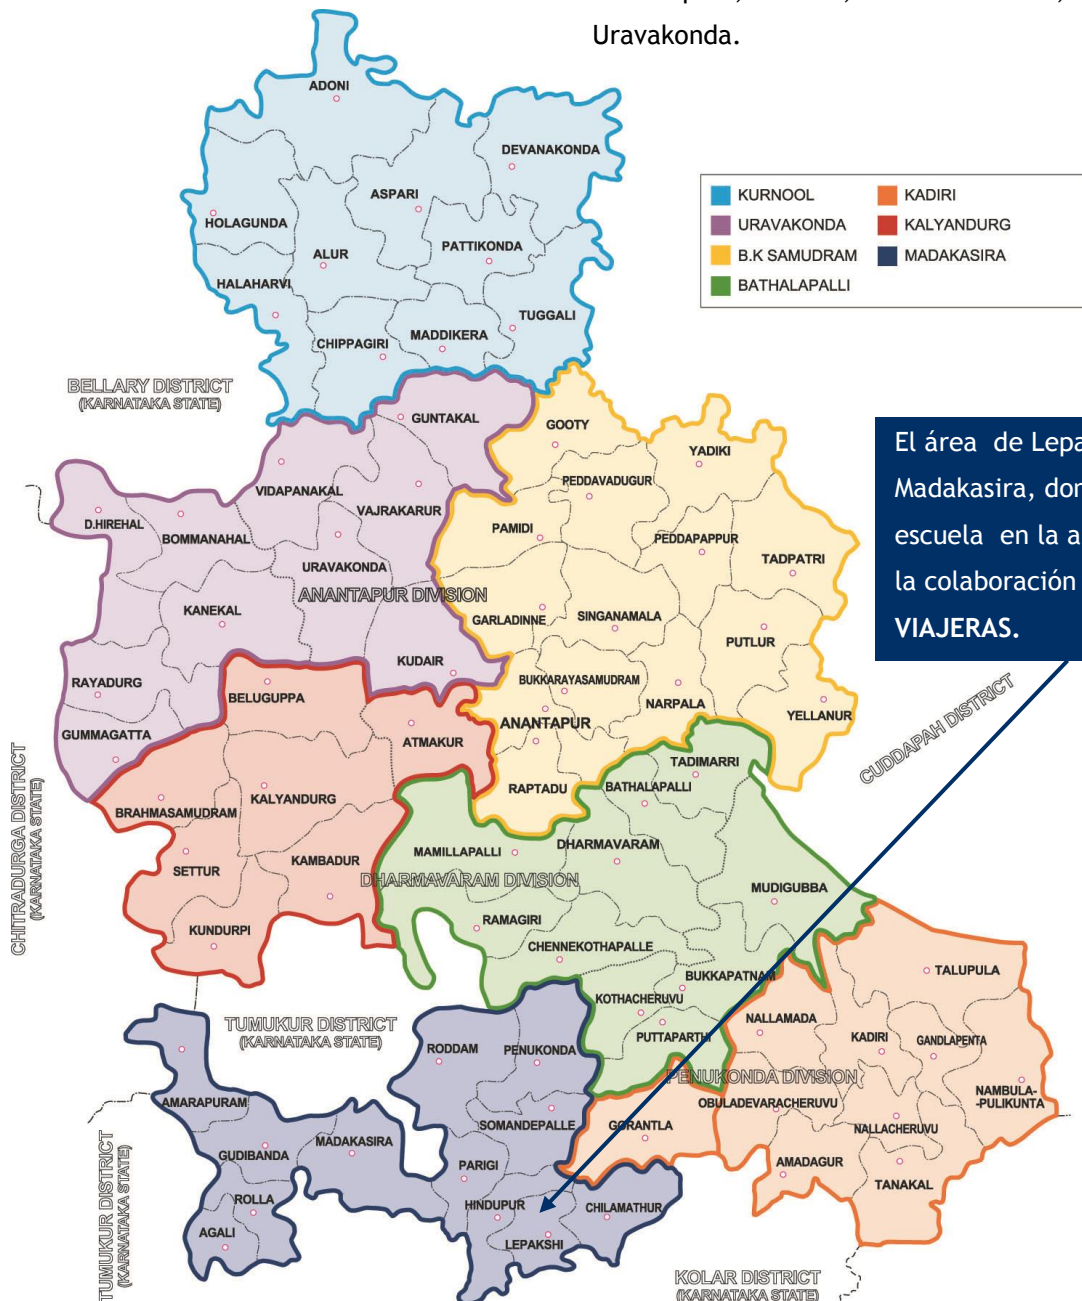 Uravakonda.
ADONI
DEVANAKONDA
ASPARI
HOLAGUNDA
ALUR
PATTIKONDA
HALAHARVI
TUGGALI
CHIPPAGIRI
MADDIKERA
KURNOOL
URAVAKONDA
B.K SAMUDRAM
BATHALAPALLI
KADIRI
KALYANDURG
MADAKASIRA
BELLARY DISTRICT
(KARNATAKA STATE)
GUNTAKAL
GOOTY
YADIKI
VIDAPANAKAL
PEDDAVADUGUR
VAJRAKARUR
D.HIREHAL
BOMMANAHAL
PAMIDI
PEDDAPAPPUR
TADPATRI
URAVAKONDA
ANANTAPUR DIVISION
KANEKAL
GARLADINNE
SINGANAMALA
PUTLUR
KUDAIR
RAYADURG
BELUGUPPA
BUKKARAYASAMUDRAM
NARPALA
YELLANUR
ANANTAPUR
GUMMAGATTA
ATMAKUR
El área de Lepa
Madakasira, don
escuela en la a
la colaboración
VIAJERAS.
CUDDAPAH DISTRICT
TADIMARRI
BATHALAPALLI
RAPTADU
KALYANDURG
BRAHMASAMUDRAM
CHITRADURGA DISTRICT
(KARNATAKA STATE)
MAMILLAPALLI
DHARMAVARAM
SETTUR
KAMBADUR
DHARMAVARAM DIVISION
MUDIGUBBA
RAMAGIRI
KUNDURPI
CHENNEKOTHAPALLE
BUKKAPATNAM
TALUPULA
KOTHACHERUVU
NALLAMADA
TUMUKUR DISTRICT
(KARNATAKA STATE)
PUTTAPARTHI
KADIRI
GANDLAPENTA
RODDAM
PENUKONDA
PENUKONDA DIVISION
NAMBULA-
-PULIKUNTA
AMARAPURAM
OBULADEVARACHERUVU
SOMANDEPALLE
GORANTLA
NALLACHERUVU
MADAKASIRA
GUDIBANDA
PARIGI
AMADAGUR
TANAKAL
ROLLA
HINDUPUR
CHILAMATHUR
AGALI
LEPAKSHI
TUMUKUR DISTRICT
(KARNATAKA STATE)
KOLAR DISTRICT
(KARNATAKA STATE)